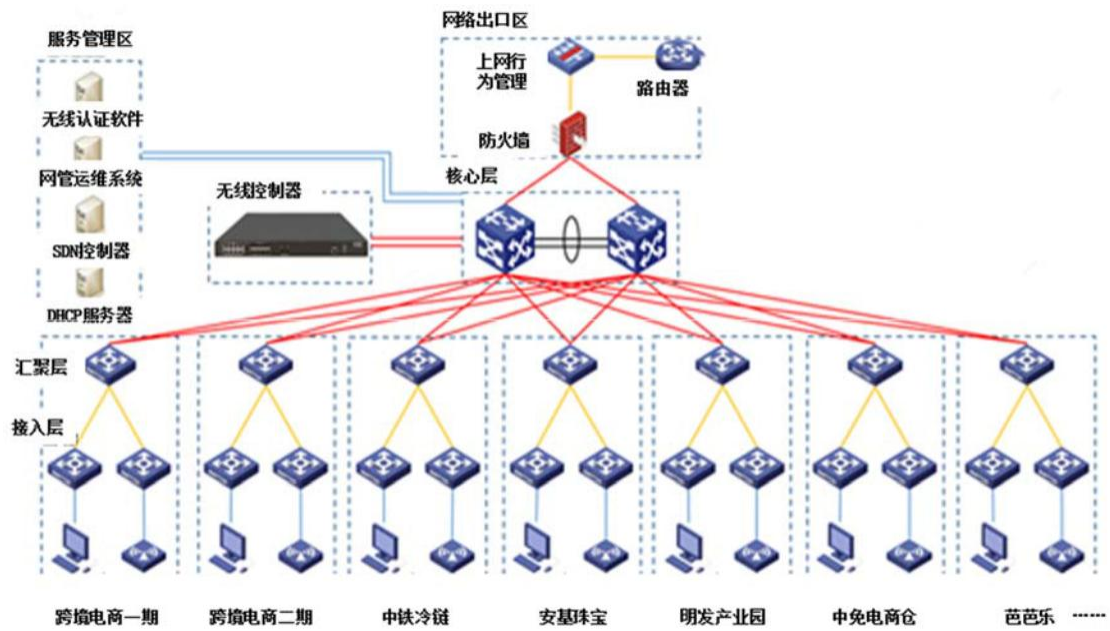 网络出口区
服务管理区
上网行
为管理
路由器
无线认证软件
防火墙
网管运维系统
核心层
无线控制器
SDN控制器
DHCP服务器
汇聚层
接入层
跨境电商一期
跨境电商二期
中铁冷链
安基珠宝
明发产业园
中免电商仓
芭芭乐
……